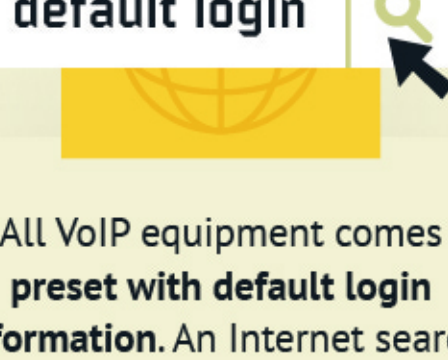 default login
All VoIP equipment comes
preset with default login
formation. An Internet sear